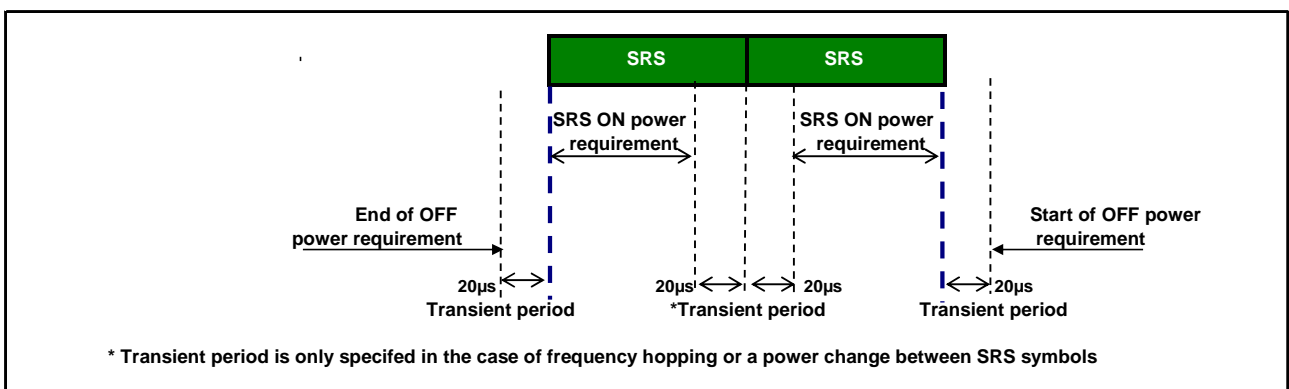 SRS SRS
SRS ON power requirement
SRS ON power requirement
End of OFF power requirement
Start of OFF power requirement
20µs 20µs 20µs 20µs
Transient period *Transient period Transient period
* Transient period is only specifed in the case of frequency hopping or a power change between SRS symbols